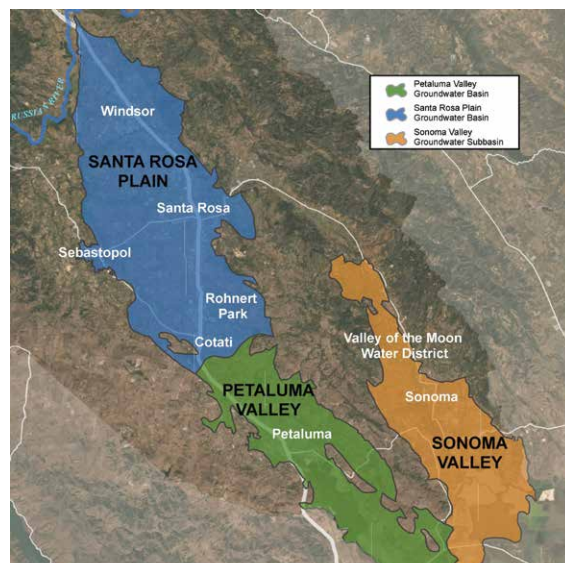 RUSSIAN RIVER
Windsor
SANTA ROSA
PLAIN
Santa Rosa
Sebastopol
Rohnert
Park
Cotati
Petaluma Valley
Groundwater Basin
Santa Rosa Plain
Groundwater Basin
Sonoma Valley
Groundwater Subbasin
Valley of the Moon
Water District
PETALUMA
VALLEY
Sonoma
Petaluma
SONOMA
VALLEY